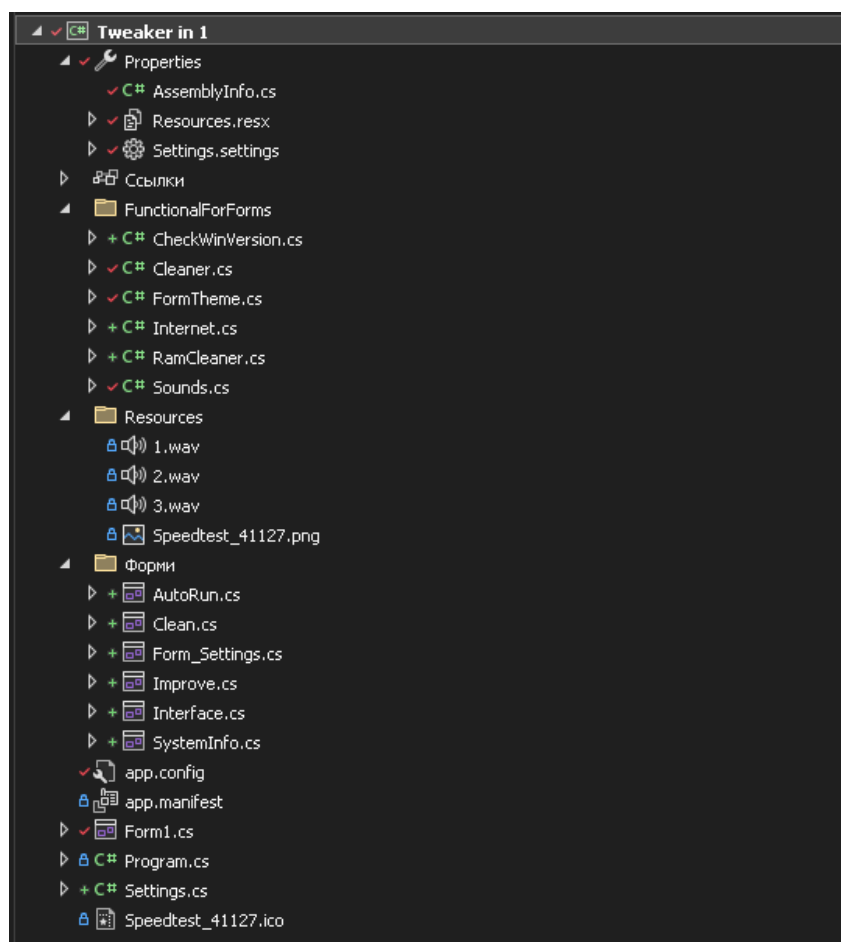 Tweaker in 1
Properties
C# AssemblyInfo.cs
Resources.resx
Settings.settings
Ссылки
FunctionalForForms
C# CheckWinVersion.cs
C# Cleaner.cs
C# FormTheme.cs
C# Internet.cs
C# RamCleaner.cs
C# Sounds.cs
Resources
1.wav
2.wav
3.wav
Speedtest_41127.png
Форми
AutoRun.cs
Clean.cs
Form_Settings.cs
Improve.cs
Interface.cs
SystemInfo.cs
app.config
app.manifest
Form1.cs
C# Program.cs
C# Settings.cs
Speedtest_41127.ico